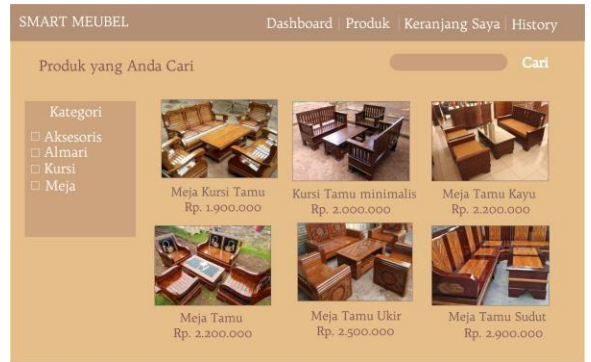 SMART MEUBEL
Dashboard | Produk | Keranjang Saya | History
Produk yang Anda Cari
Cari
Kategori
Aksesoris
Almari
Kursi
Meja
Meja Kursi Tamu
Rp. 1.900.000
Kursi Tamu minimalis
Rp. 2.000.000
Meja Tamu Kayu
Rp. 2.200.000
Meja Tamu
Rp. 2.200.000
Meja Tamu Ukir
Rp. 2.500.000
Meja Tamu Sudut
Rp. 2.900.000